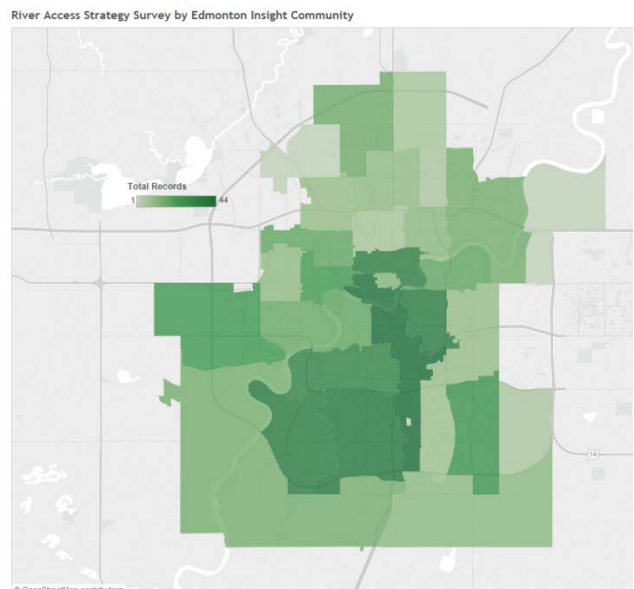 River Access Strategy Survey by Edmonton Insight Community
Total Records
1 44
14
© OpenStreetMap contributors